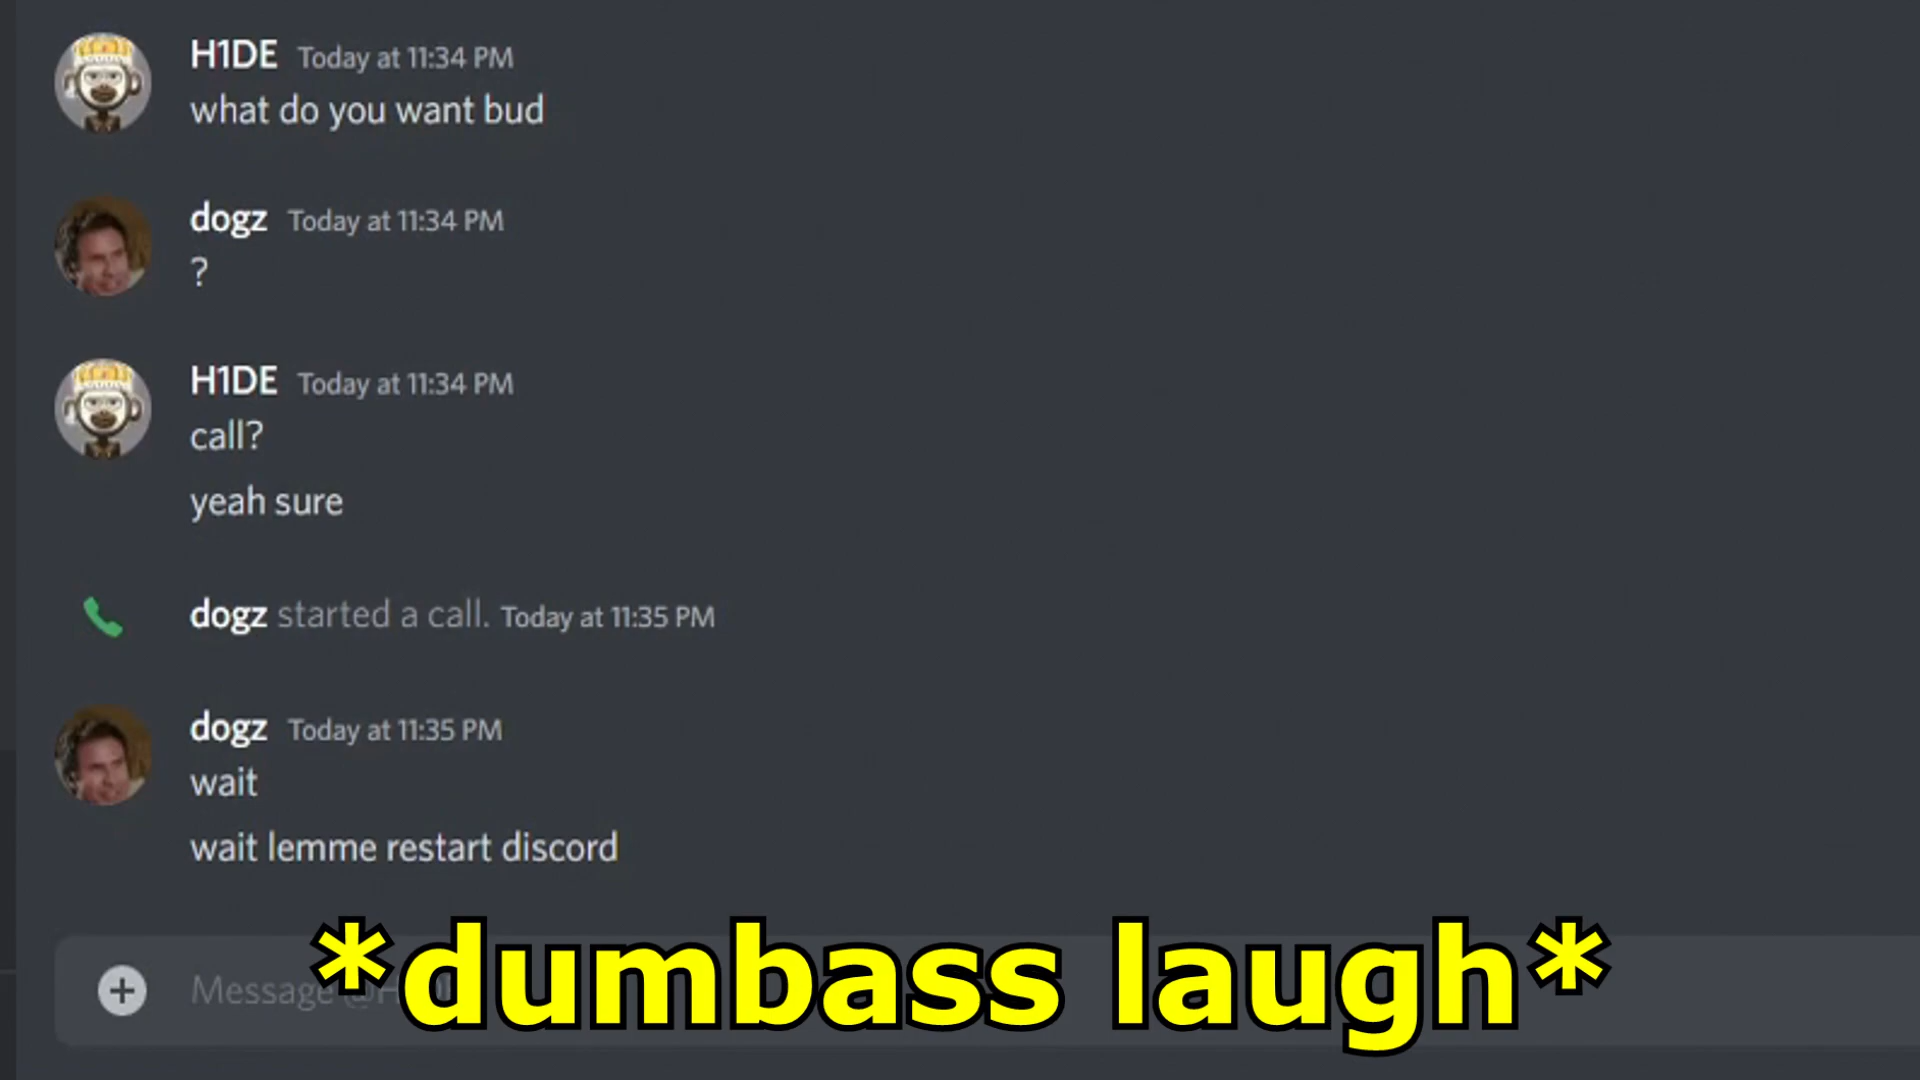 H1DE Today at 11:34 PM
what do you want bud
dogz Today at 11:34 PM
?
H1DE Today at 11:34 PM
call?
yeah sure
dogz started a call. Today at 11:35 PM
dogz Today at 11:35 PM
wait
wait lemme restart discord
Message
*dumbass laugh*